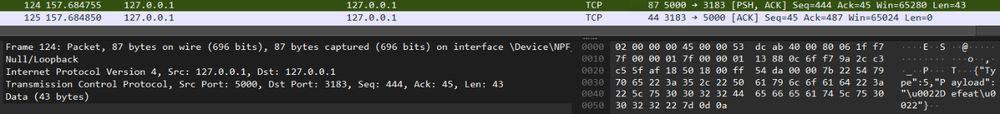 124 157.684755 127.0.0.1 127.0.0.1 TCP 87 5000 → 3183 [PSH, ACK] Seq=444 Ack=45 Win=65280 Len=43
125 157.684850 127.0.0.1 127.0.0.1 TCP 44 3183 → 5000 [ACK] Seq=45 Ack=487 Win=65024 Len=0
Frame 124: Packet, 87 bytes on wire (696 bits), 87 bytes captured (696 bits) on interface \Device\NPF_
Null/Loopback
Internet Protocol Version 4, Src: 127.0.0.1, Dst: 127.0.0.1
Transmission Control Protocol, Src Port: 5000, Dst Port: 3183, Seq: 444, Ack: 45, Len: 43
Data (43 bytes)
0000 02 00 00 00 45 00 00 53 dc ab 40 00 80 06 1f f7 ····E··S ··@·····
0010 7f 00 00 01 7f 00 00 01 13 88 0c 6f f7 9a 2c c3 ········ ···o··,·
0020 c5 5f af 18 50 18 00 ff 54 da 00 00 7b 22 54 79 ·_··P··· T···{"Ty
0030 70 65 22 3a 35 2c 22 50 61 79 6c 6f 61 64 22 3a pe":5,"P ayload":
0040 22 5c 75 30 30 32 32 44 65 66 65 61 74 5c 75 30 "\u0022D efeat\u0
0050 30 32 32 22 7d 0d 0a 022"}··